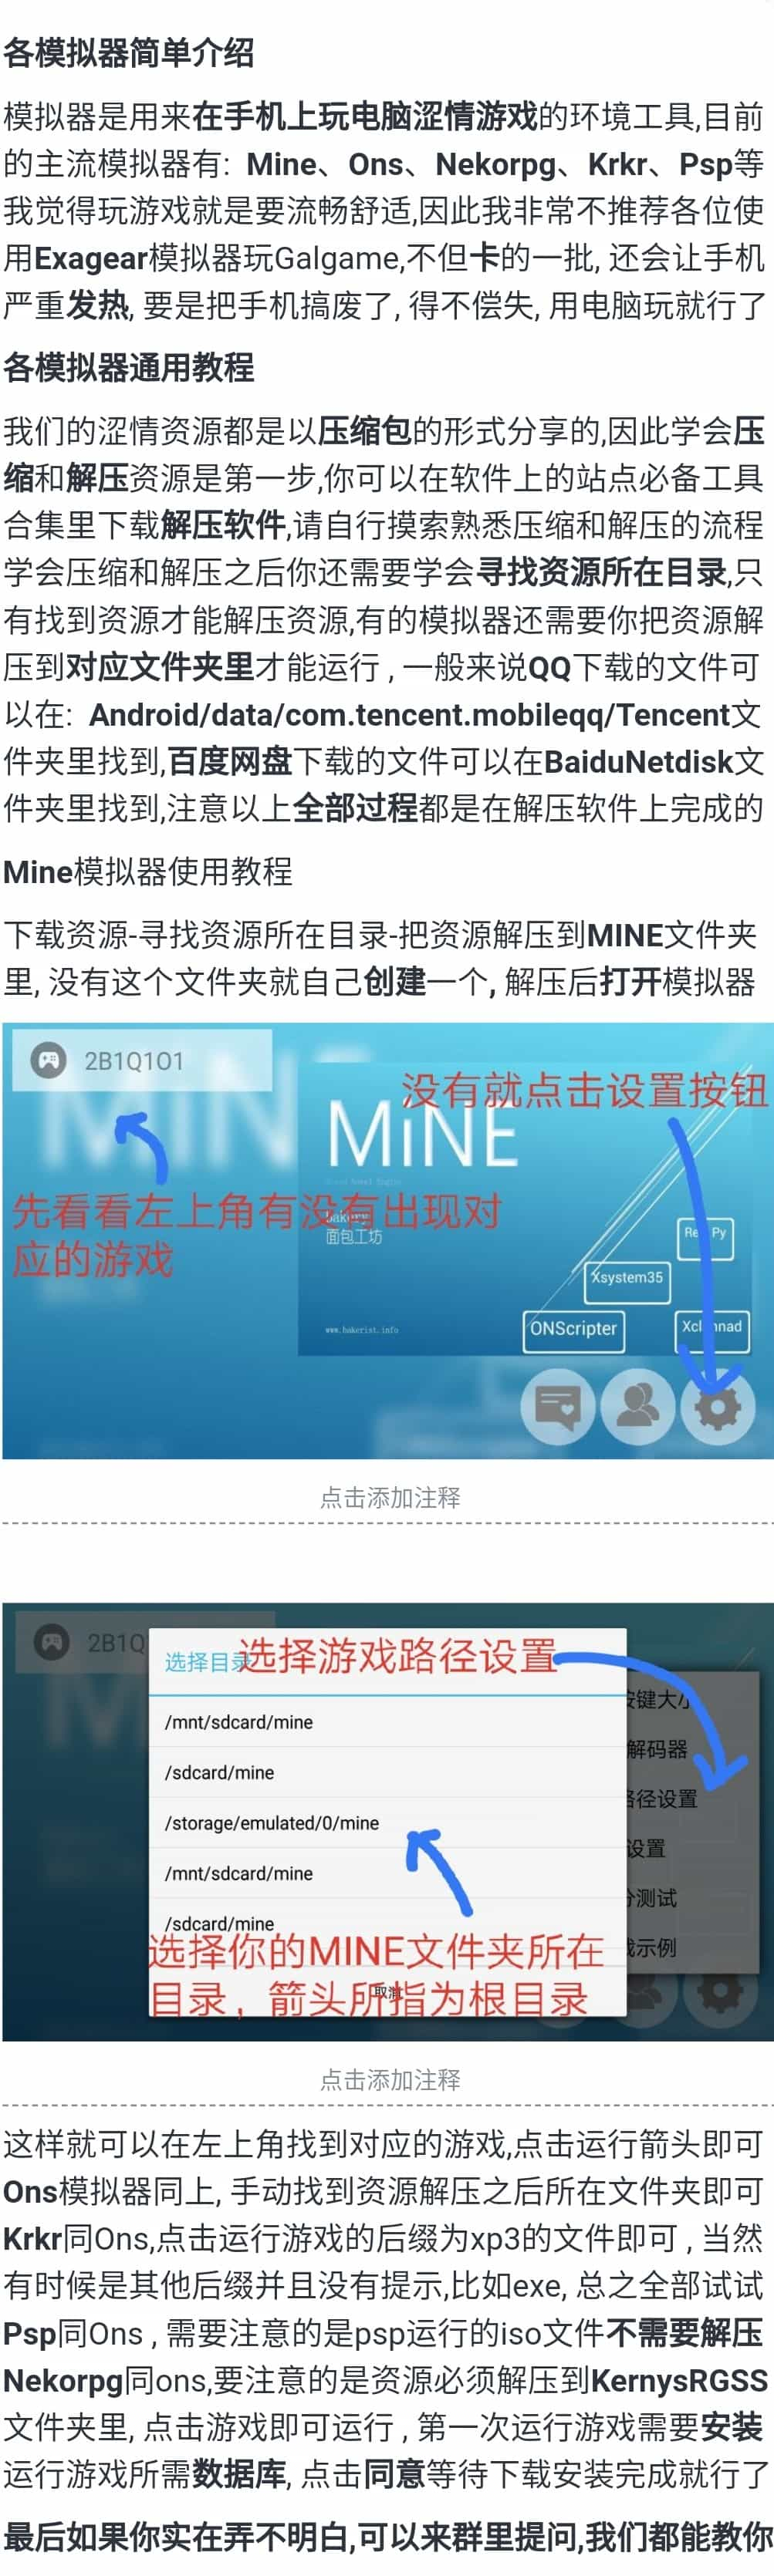 各模拟器简单介绍
模拟器是用来在手机上玩电脑涩情游戏的环境工具,目前
的主流模拟器有: Mine、Ons、Nekorpg、Krkr、Psp等
我觉得玩游戏就是要流畅舒适,因此我非常不推荐各位使
用Exagear模拟器玩Galgame,不但卡的一批, 还会让手机
严重发热, 要是把手机搞废了, 得不偿失, 用电脑玩就行了
各模拟器通用教程
我们的涩情资源都是以压缩包的形式分享的,因此学会压
缩和解压资源是第一步,你可以在软件上的站点必备工具
合集里下载解压软件,请自行摸索熟悉压缩和解压的流程
学会压缩和解压之后你还需要学会寻找资源所在目录,只
有找到资源才能解压资源,有的模拟器还需要你把资源解
压到对应文件夹里才能运行 , 一般来说QQ下载的文件可
以在: Android/data/com.tencent.mobileqq/Tencent文
件夹里找到,百度网盘下载的文件可以在BaiduNetdisk文
件夹里找到,注意以上全部过程都是在解压软件上完成的
Mine模拟器使用教程
下载资源-寻找资源所在目录-把资源解压到MINE文件夹
里, 没有这个文件夹就自己创建一个, 解压后打开模拟器
2B1Q1O1
没有就点击设置按钮
MiNE
先看看左上角有没有出现对
应的游戏
bakery
面包工坊
Xsystem35
ONScripter
www.bakerist.info
点击添加注释
2B1Q
选择目录
选择游戏路径设置
/mnt/sdcard/mine
/sdcard/mine
/storage/emulated/0/mine
/mnt/sdcard/mine
/sdcard/mine
按键大小
解码器
路径设置
设置
测试
示例
选择你的MINE文件夹所在
目录 , 箭头所指为根目录
取消
点击添加注释
这样就可以在左上角找到对应的游戏,点击运行箭头即可
Ons模拟器同上, 手动找到资源解压之后所在文件夹即可
Krkr同Ons,点击运行游戏的后缀为xp3的文件即可 , 当然
有时候是其他后缀并且没有提示,比如exe, 总之全部试试
Psp同Ons , 需要注意的是psp运行的iso文件不需要解压
Nekorpg同ons,要注意的是资源必须解压到KernysRGSS
文件夹里, 点击游戏即可运行 , 第一次运行游戏需要安装
运行游戏所需数据库, 点击同意等待下载安装完成就行了
最后如果你实在弄不明白,可以来群里提问,我们都能教你